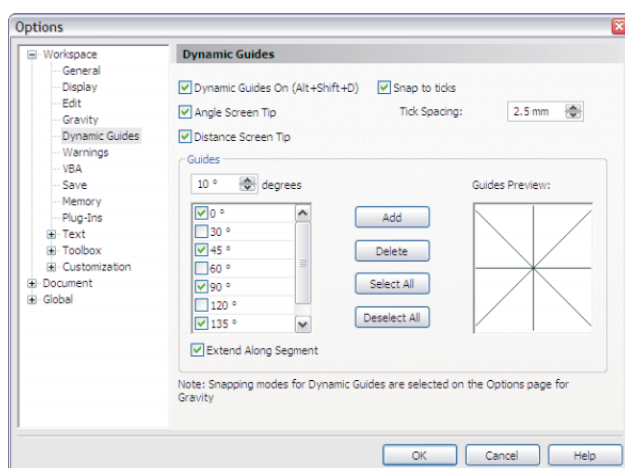 Options
Workspace
General
Display
Edit
Gravity
Dynamic Guides
Warnings
VBA
Save
Memory
Plug-Ins
Text
Toolbox
Customization
Document
Global
Dynamic Guides
Dynamic Guides On (Alt+Shift+D) Snap to ticks
Angle Screen Tip Tick Spacing: 2.5 mm
Distance Screen Tip
Guides
10 ° degrees Guides Preview:
0 °
30 °
45 °
60 °
90 °
120 °
135 °
Add
Delete
Select All
Deselect All
Extend Along Segment
Note: Snapping modes for Dynamic Guides are selected on the Options page for
Gravity
OK Cancel Help